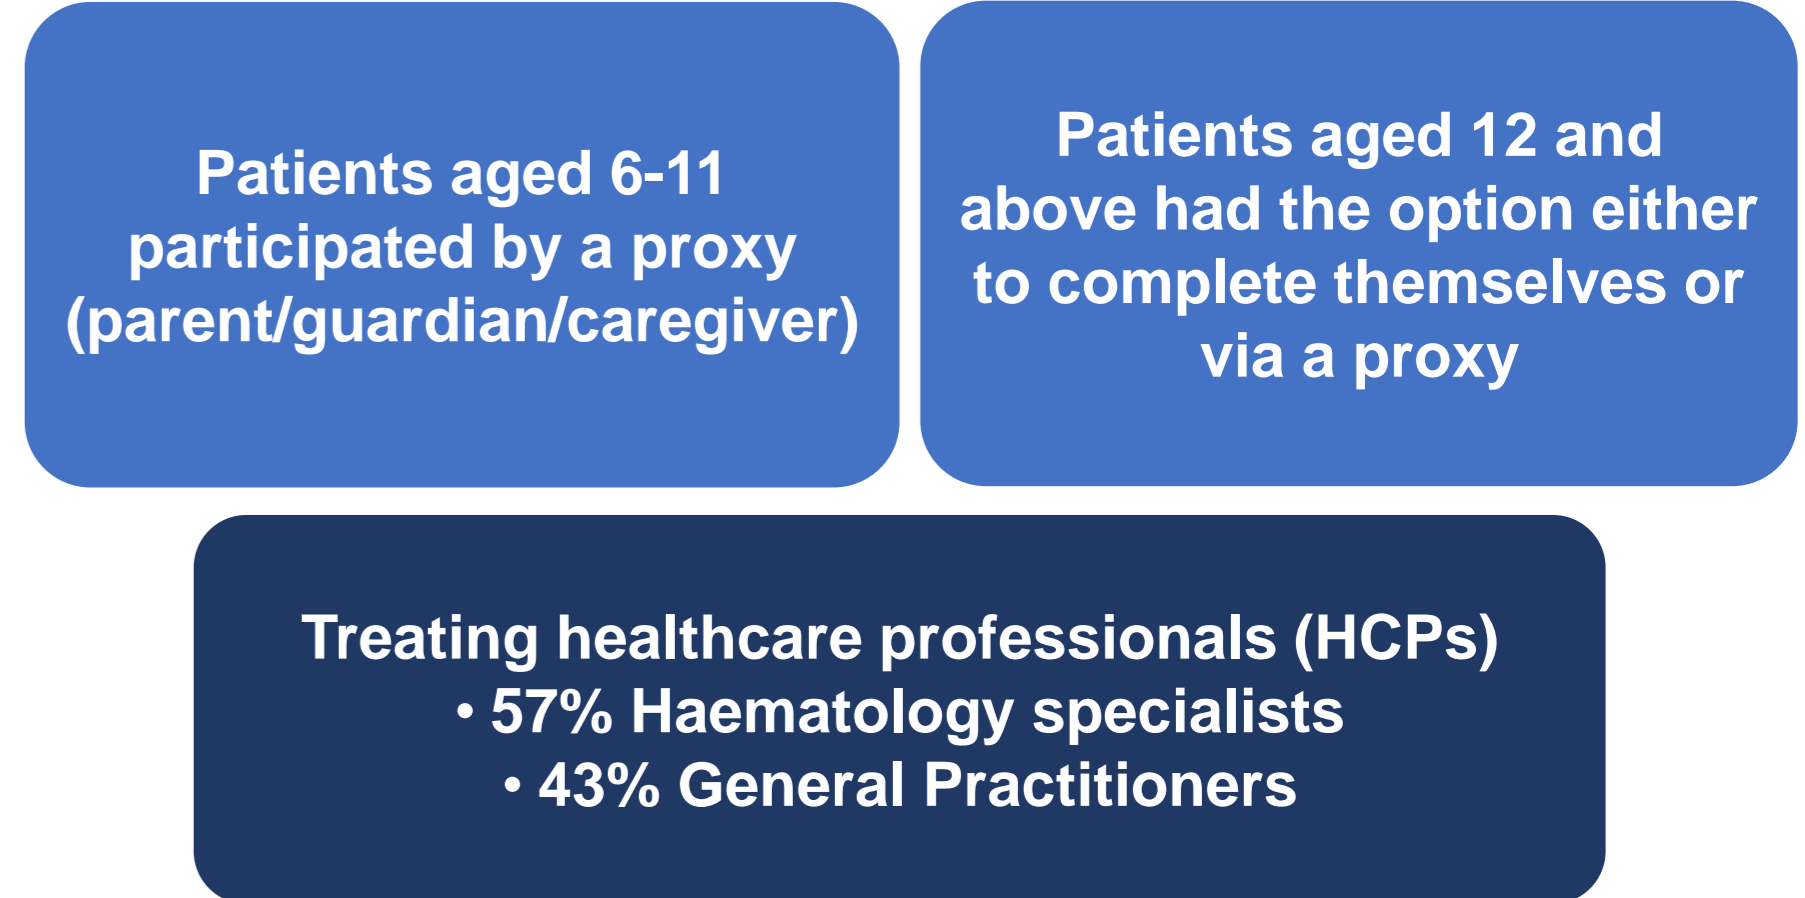 Patients aged 6-11
participated by a proxy
(parent/guardian/caregiver)
Patients aged 12 and
above had the option either
to complete themselves or
via a proxy
Treating healthcare professionals (HCPs)
• 57% Haematology specialists
• 43% General Practitioners